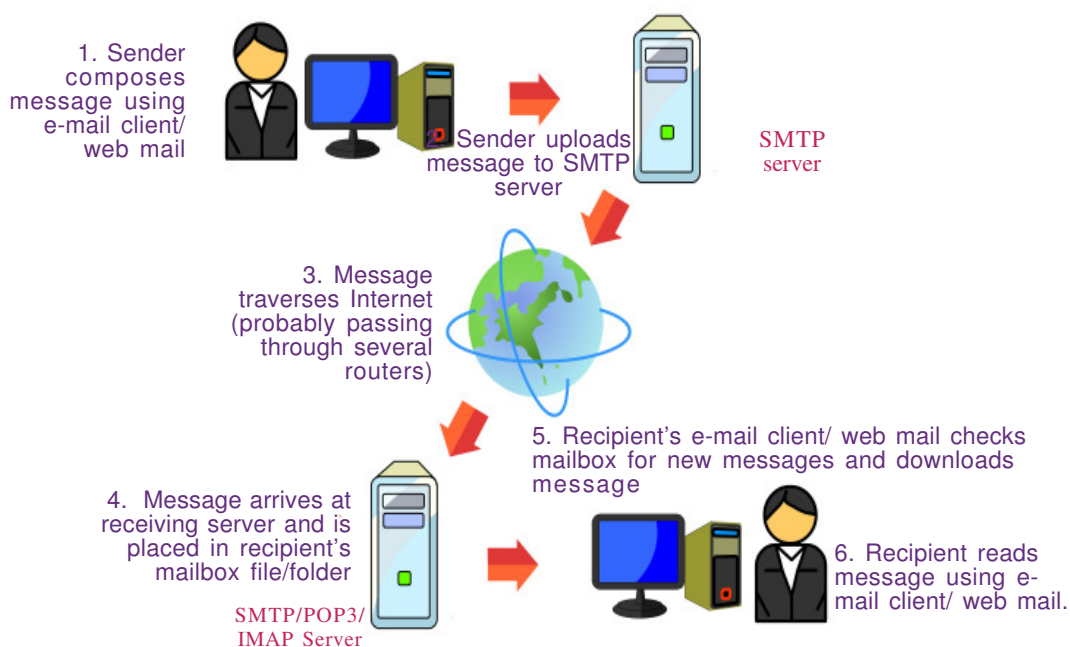 1. Sender
composes
message using
e-mail client/
web mail
2. Sender uploads
message to SMTP
server
SMTP
server
3. Message
traverses Internet
(probably passing
through several
routers)
4. Message arrives at
receiving server and is
placed in recipient's
mailbox file/folder
SMTP/POP3/
IMAP Server
5. Recipient's e-mail client/ web mail checks
mailbox for new messages and downloads
message
6. Recipient reads
message using e-
mail client/ web mail.